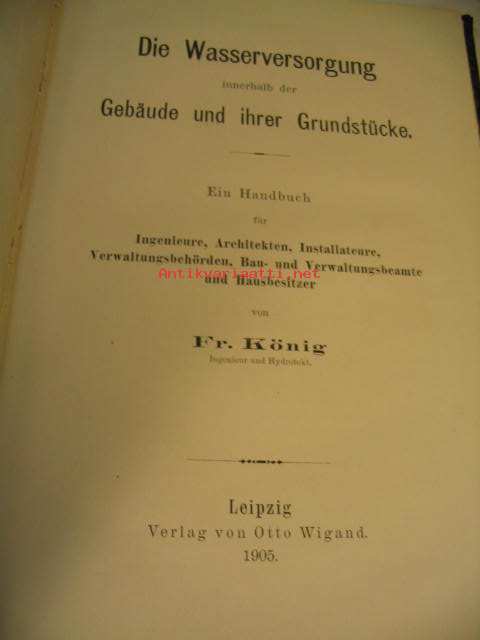 Die Wasserversorgung
innerhalb der
Gebäude und ihrer Grundstücke.
Ein Handbuch
für
Ingenieure, Architekten, Installateure,
Verwaltungsbehörden, Bau- und Verwaltungsbeamte
Antikvariaatti.net
und Hausbesitzer
von
Fr. König
Ingenieur und Hydrotekt.
Leipzig
Verlag von Otto Wigand.
1905.